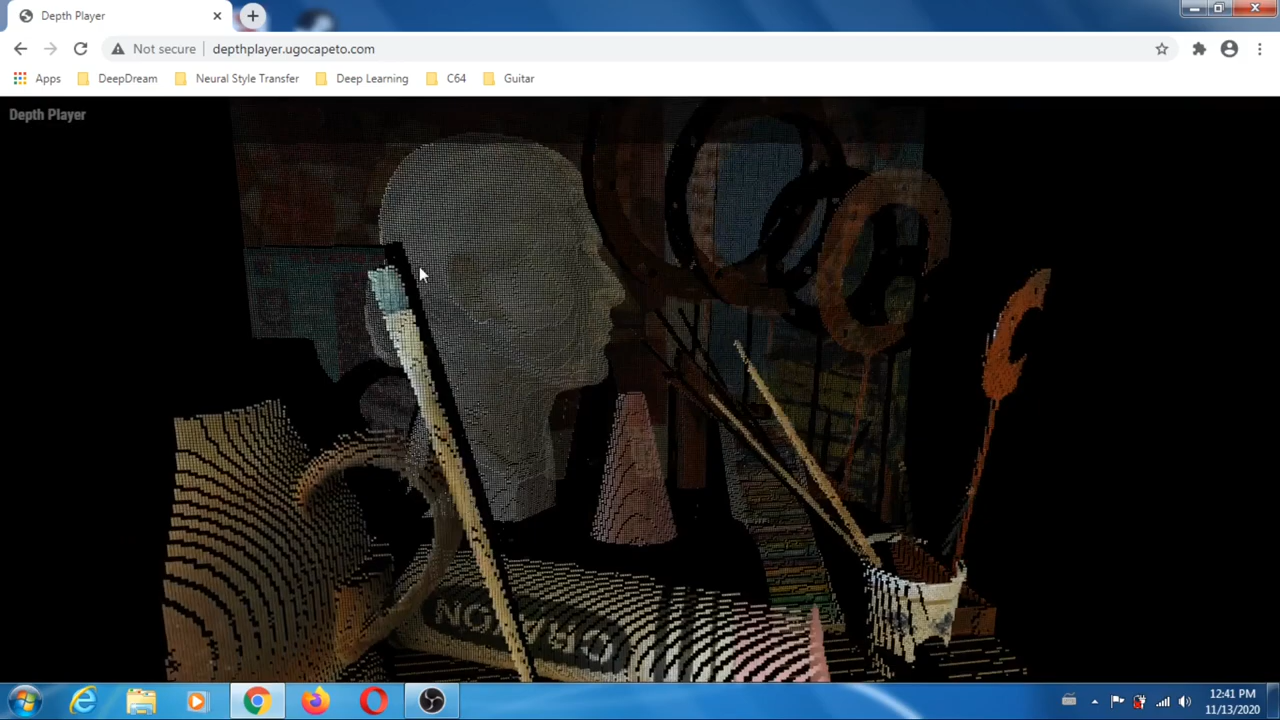 Depth Player
Not secure
depthplayer.ugocapeto.com
Apps
DeepDream
Neural Style Transfer
Deep Learning
C64
Guitar
Depth Player
12:41 PM
11/13/2020